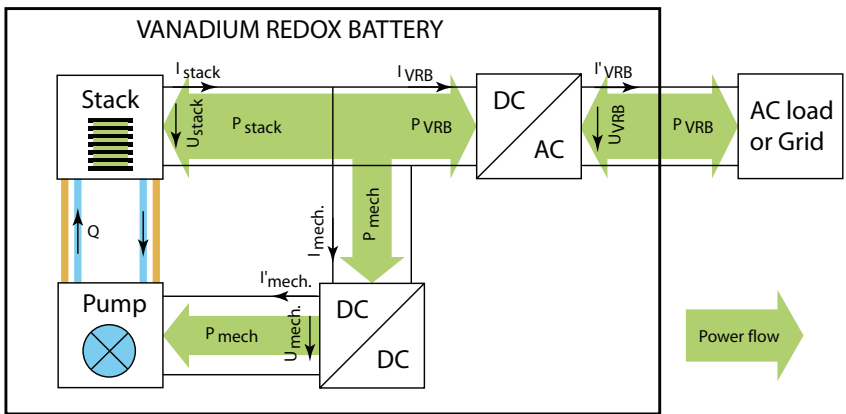 VANADIUM REDOX BATTERY
I stack
I VRB
I'VRB
Stack
U stack
P stack
P VRB
DC
AC
U VRB
P VRB
AC load
or Grid
Q
I mech.
P mech
I'mech.
Pump
P mech
U mech.
DC
DC
Power flow